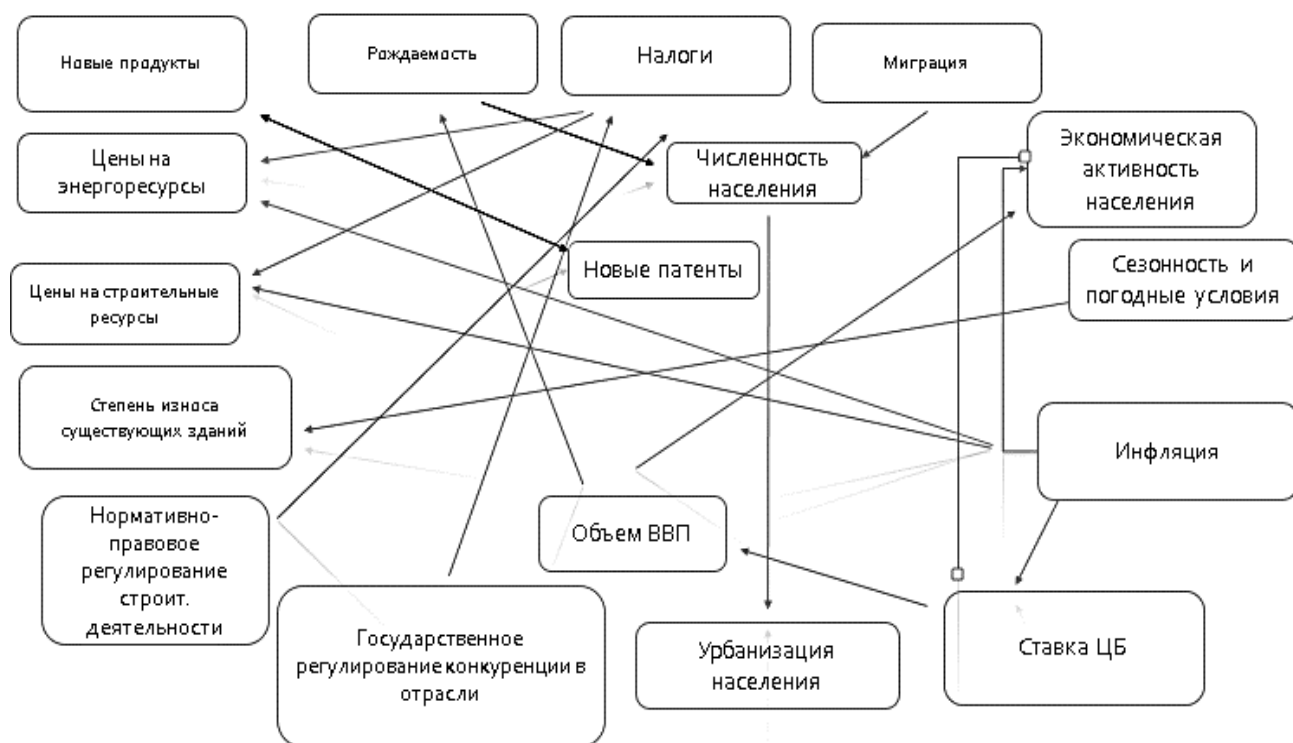 Новые продукты
Рождаемость
Налоги
Миграция
Цены на
энергоресурсы
Численность
населения
Экономическая
активность
населения
Новые патенты
Сезонность и
погодные условия
Цены на строительные
ресурсы
Степень износа
существующих зданий
Инфляция
Нормативно-
правовое
регулирование
строит.
деятельности
Объем ВВП
Государственное
регулирование конкуренции в
отрасли
Урбанизация
населения
Ставка ЦБ